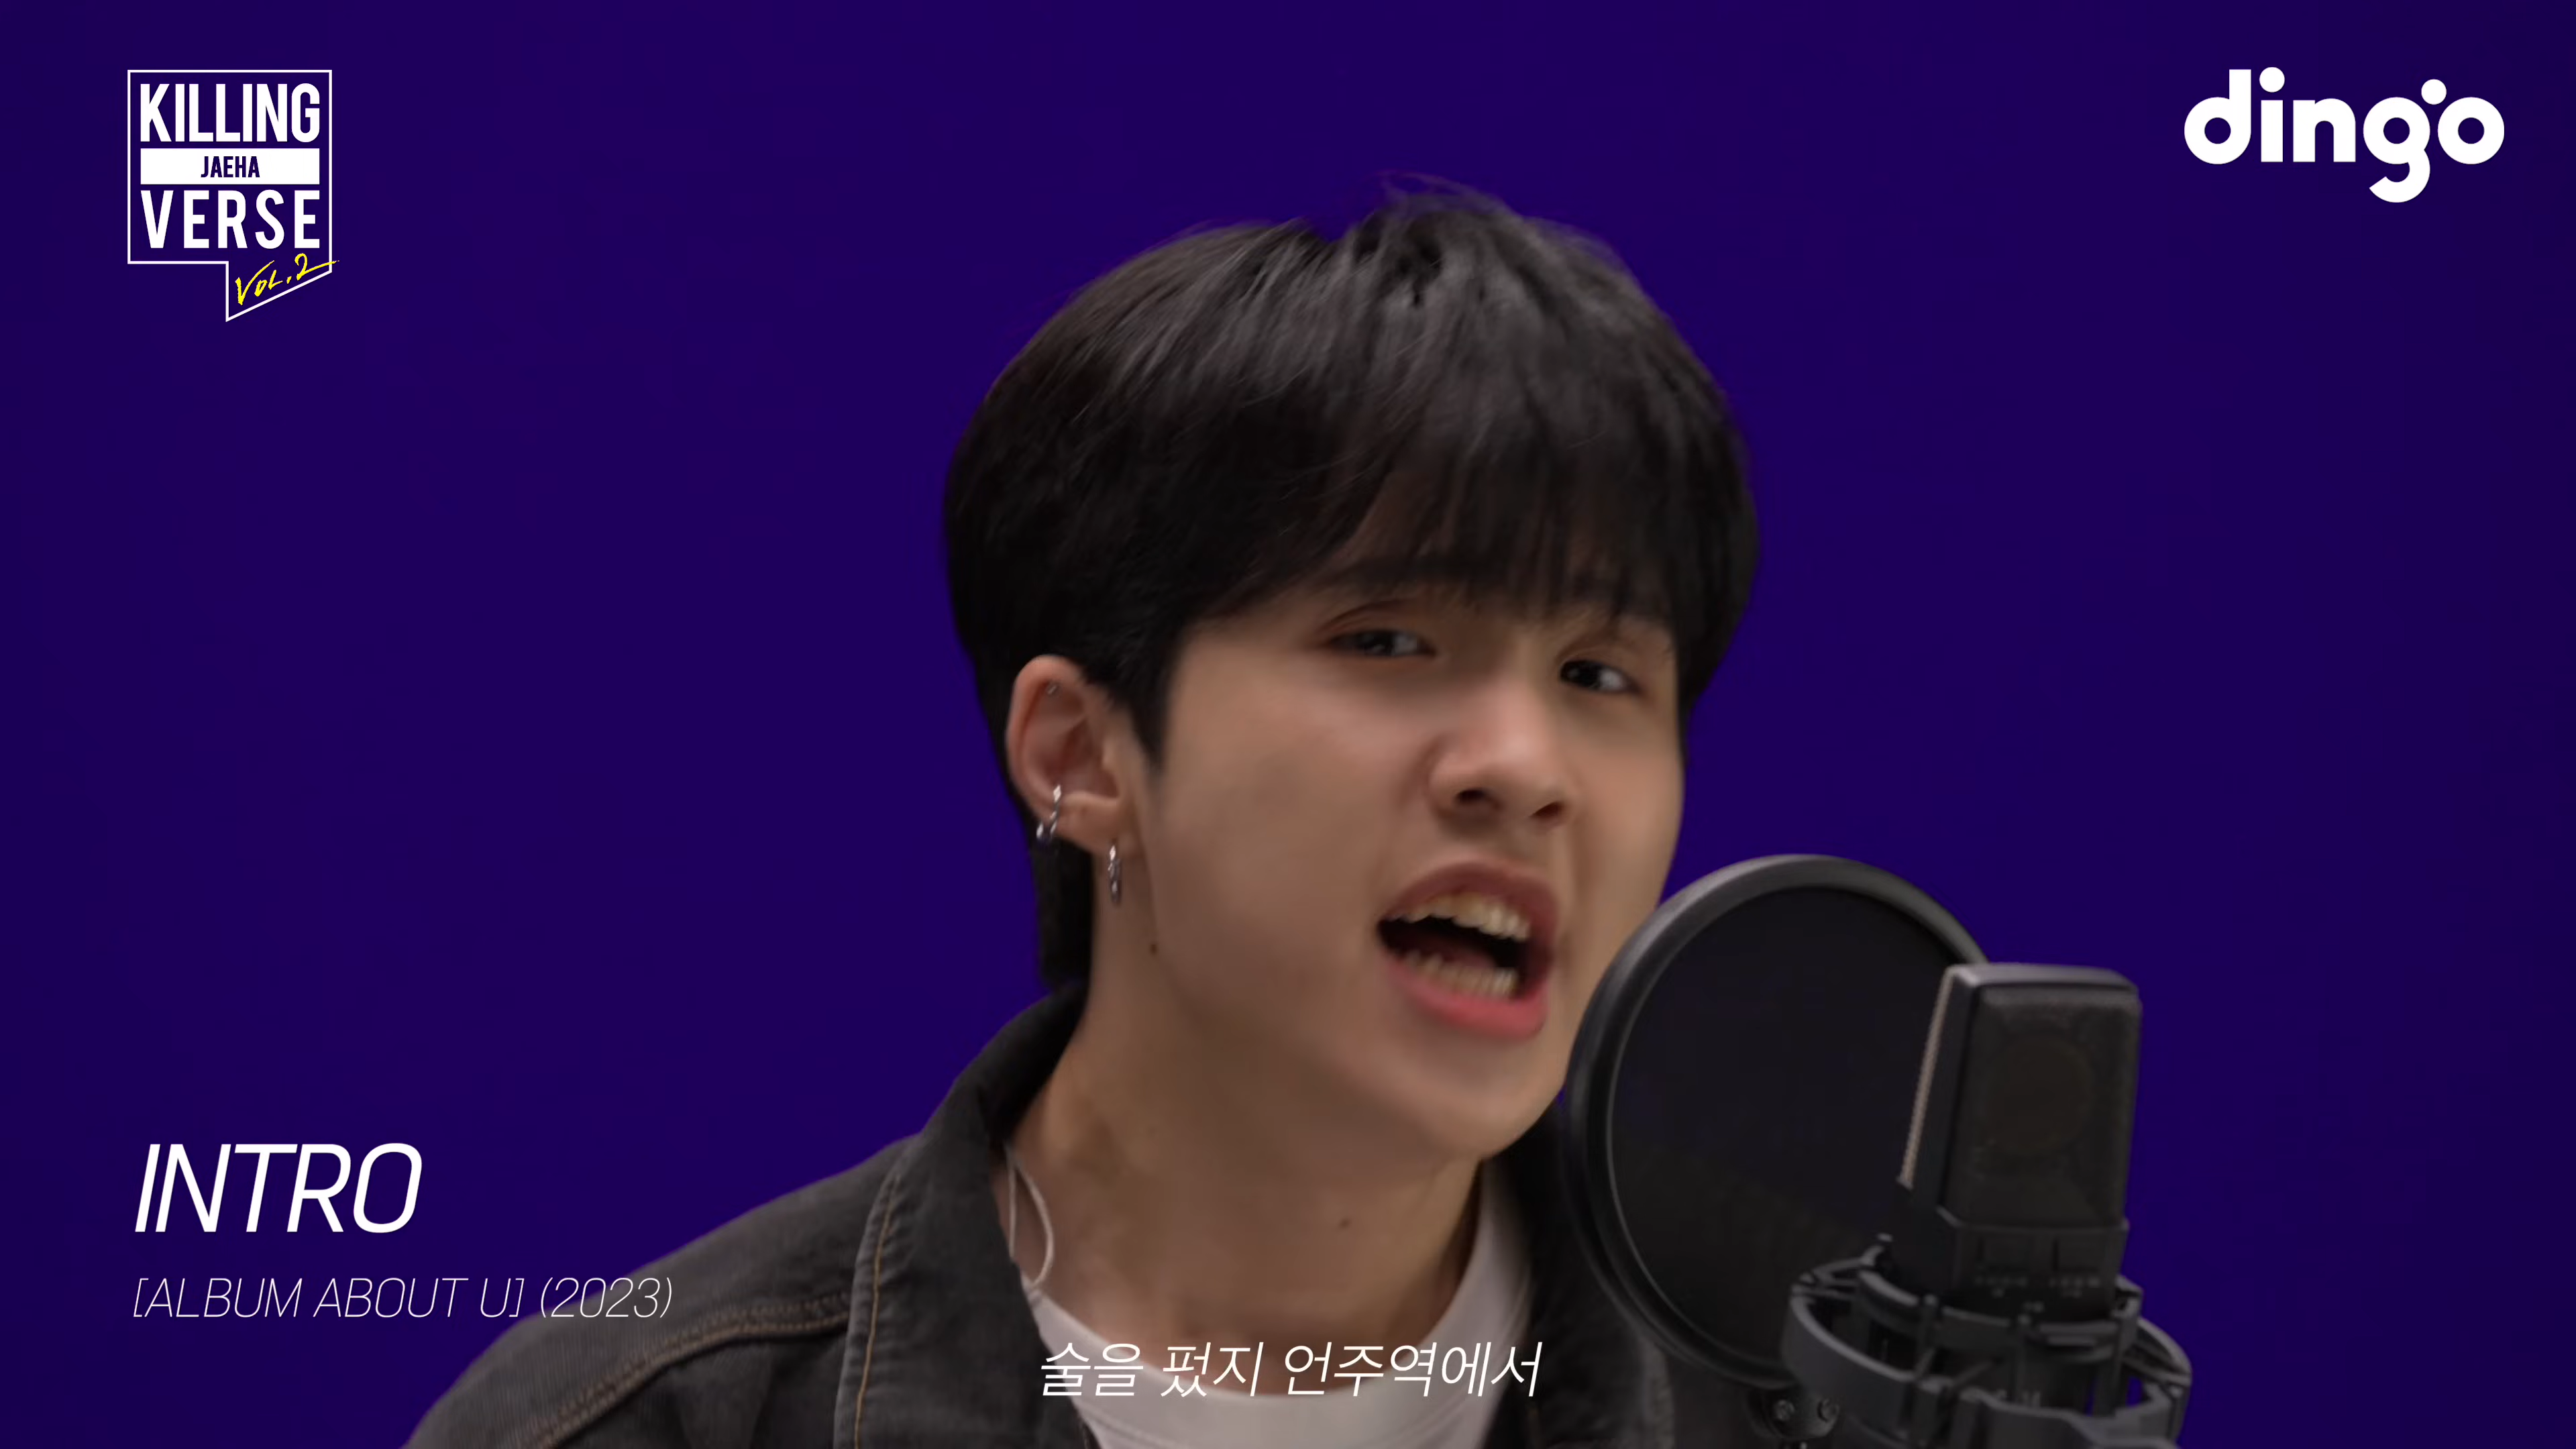 KILLING
JAEHA
VERSE
VOL.2
dingo
INTRO
[ALBUM ABOUT U] (2023)
술을 펐지 언주역에서